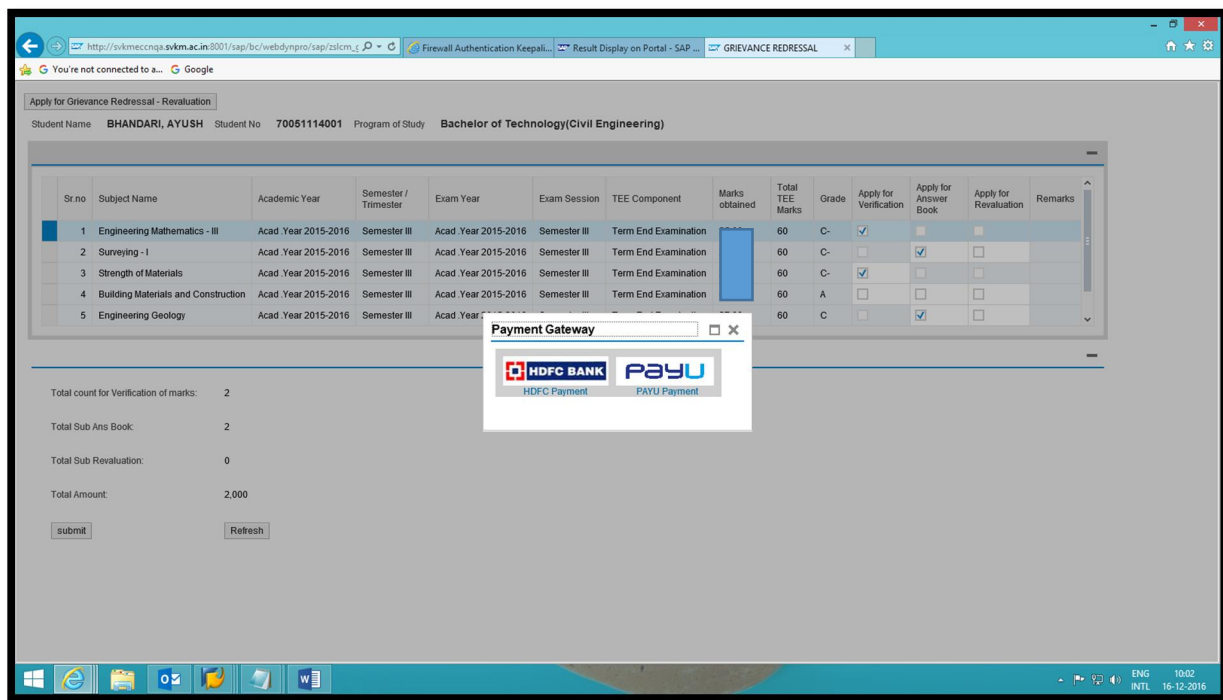 http://svkmeccnqa.svkm.ac.in:8001/sap/bc/webdynpro/sap/zslcm_g
Firewall Authentication Keepali...
Result Display on Portal - SAP ...
GRIEVANCE REDRESSAL
You're not connected to a...
Google
Apply for Grievance Redressal - Revaluation
Student Name BHANDARI, AYUSH Student No 70051114001 Program of Study Bachelor of Technology(Civil Engineering)
Sr.no Subject Name Academic Year Semester / Trimester Exam Year Exam Session TEE Component Marks obtained Total TEE Marks Grade Apply for Verification Apply for Answer Book Apply for Revaluation Remarks
1 Engineering Mathematics - III Acad .Year 2015-2016 Semester III Acad .Year 2015-2016 Semester III Term End Examination 60 C-
2 Surveying - I Acad .Year 2015-2016 Semester III Acad .Year 2015-2016 Semester III Term End Examination 60 C-
3 Strength of Materials Acad .Year 2015-2016 Semester III Acad .Year 2015-2016 Semester III Term End Examination 60 C-
4 Building Materials and Construction Acad .Year 2015-2016 Semester III Acad .Year 2015-2016 Semester III Term End Examination 60 A
5 Engineering Geology Acad .Year 2015-2016 Semester III Acad .Year 60 C
Payment Gateway
HDFC BANK PayU
HDFC Payment PAYU Payment
Total count for Verification of marks: 2
Total Sub Ans Book: 2
Total Sub Revaluation: 0
Total Amount: 2,000
submit Refresh
ENG 10:02
INTL 16-12-2016